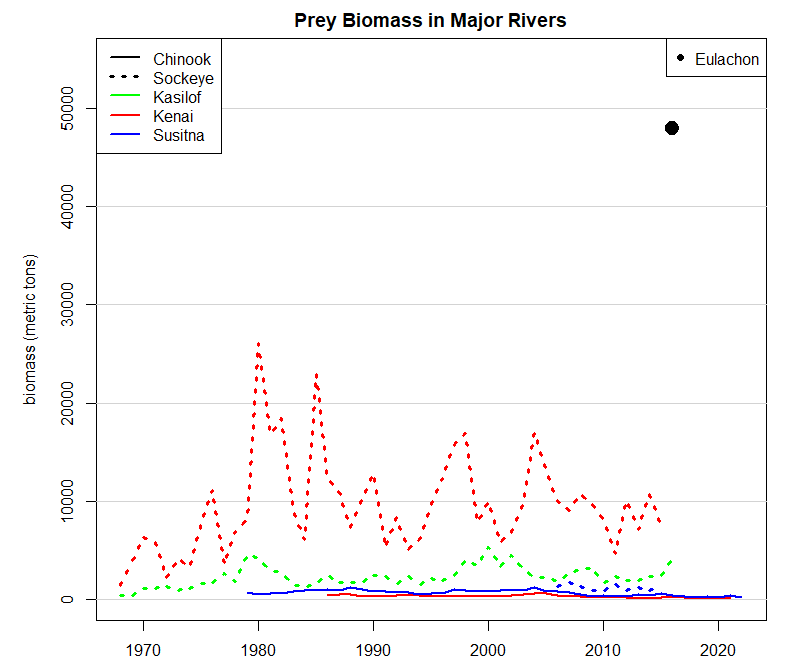 Prey Biomass in Major Rivers
Chinook
Sockeye
Kasilof
Kenai
Susitna
Eulachon
biomass (metric tons)
50000
40000
30000
20000
10000
0
1970 1980 1990 2000 2010 2020